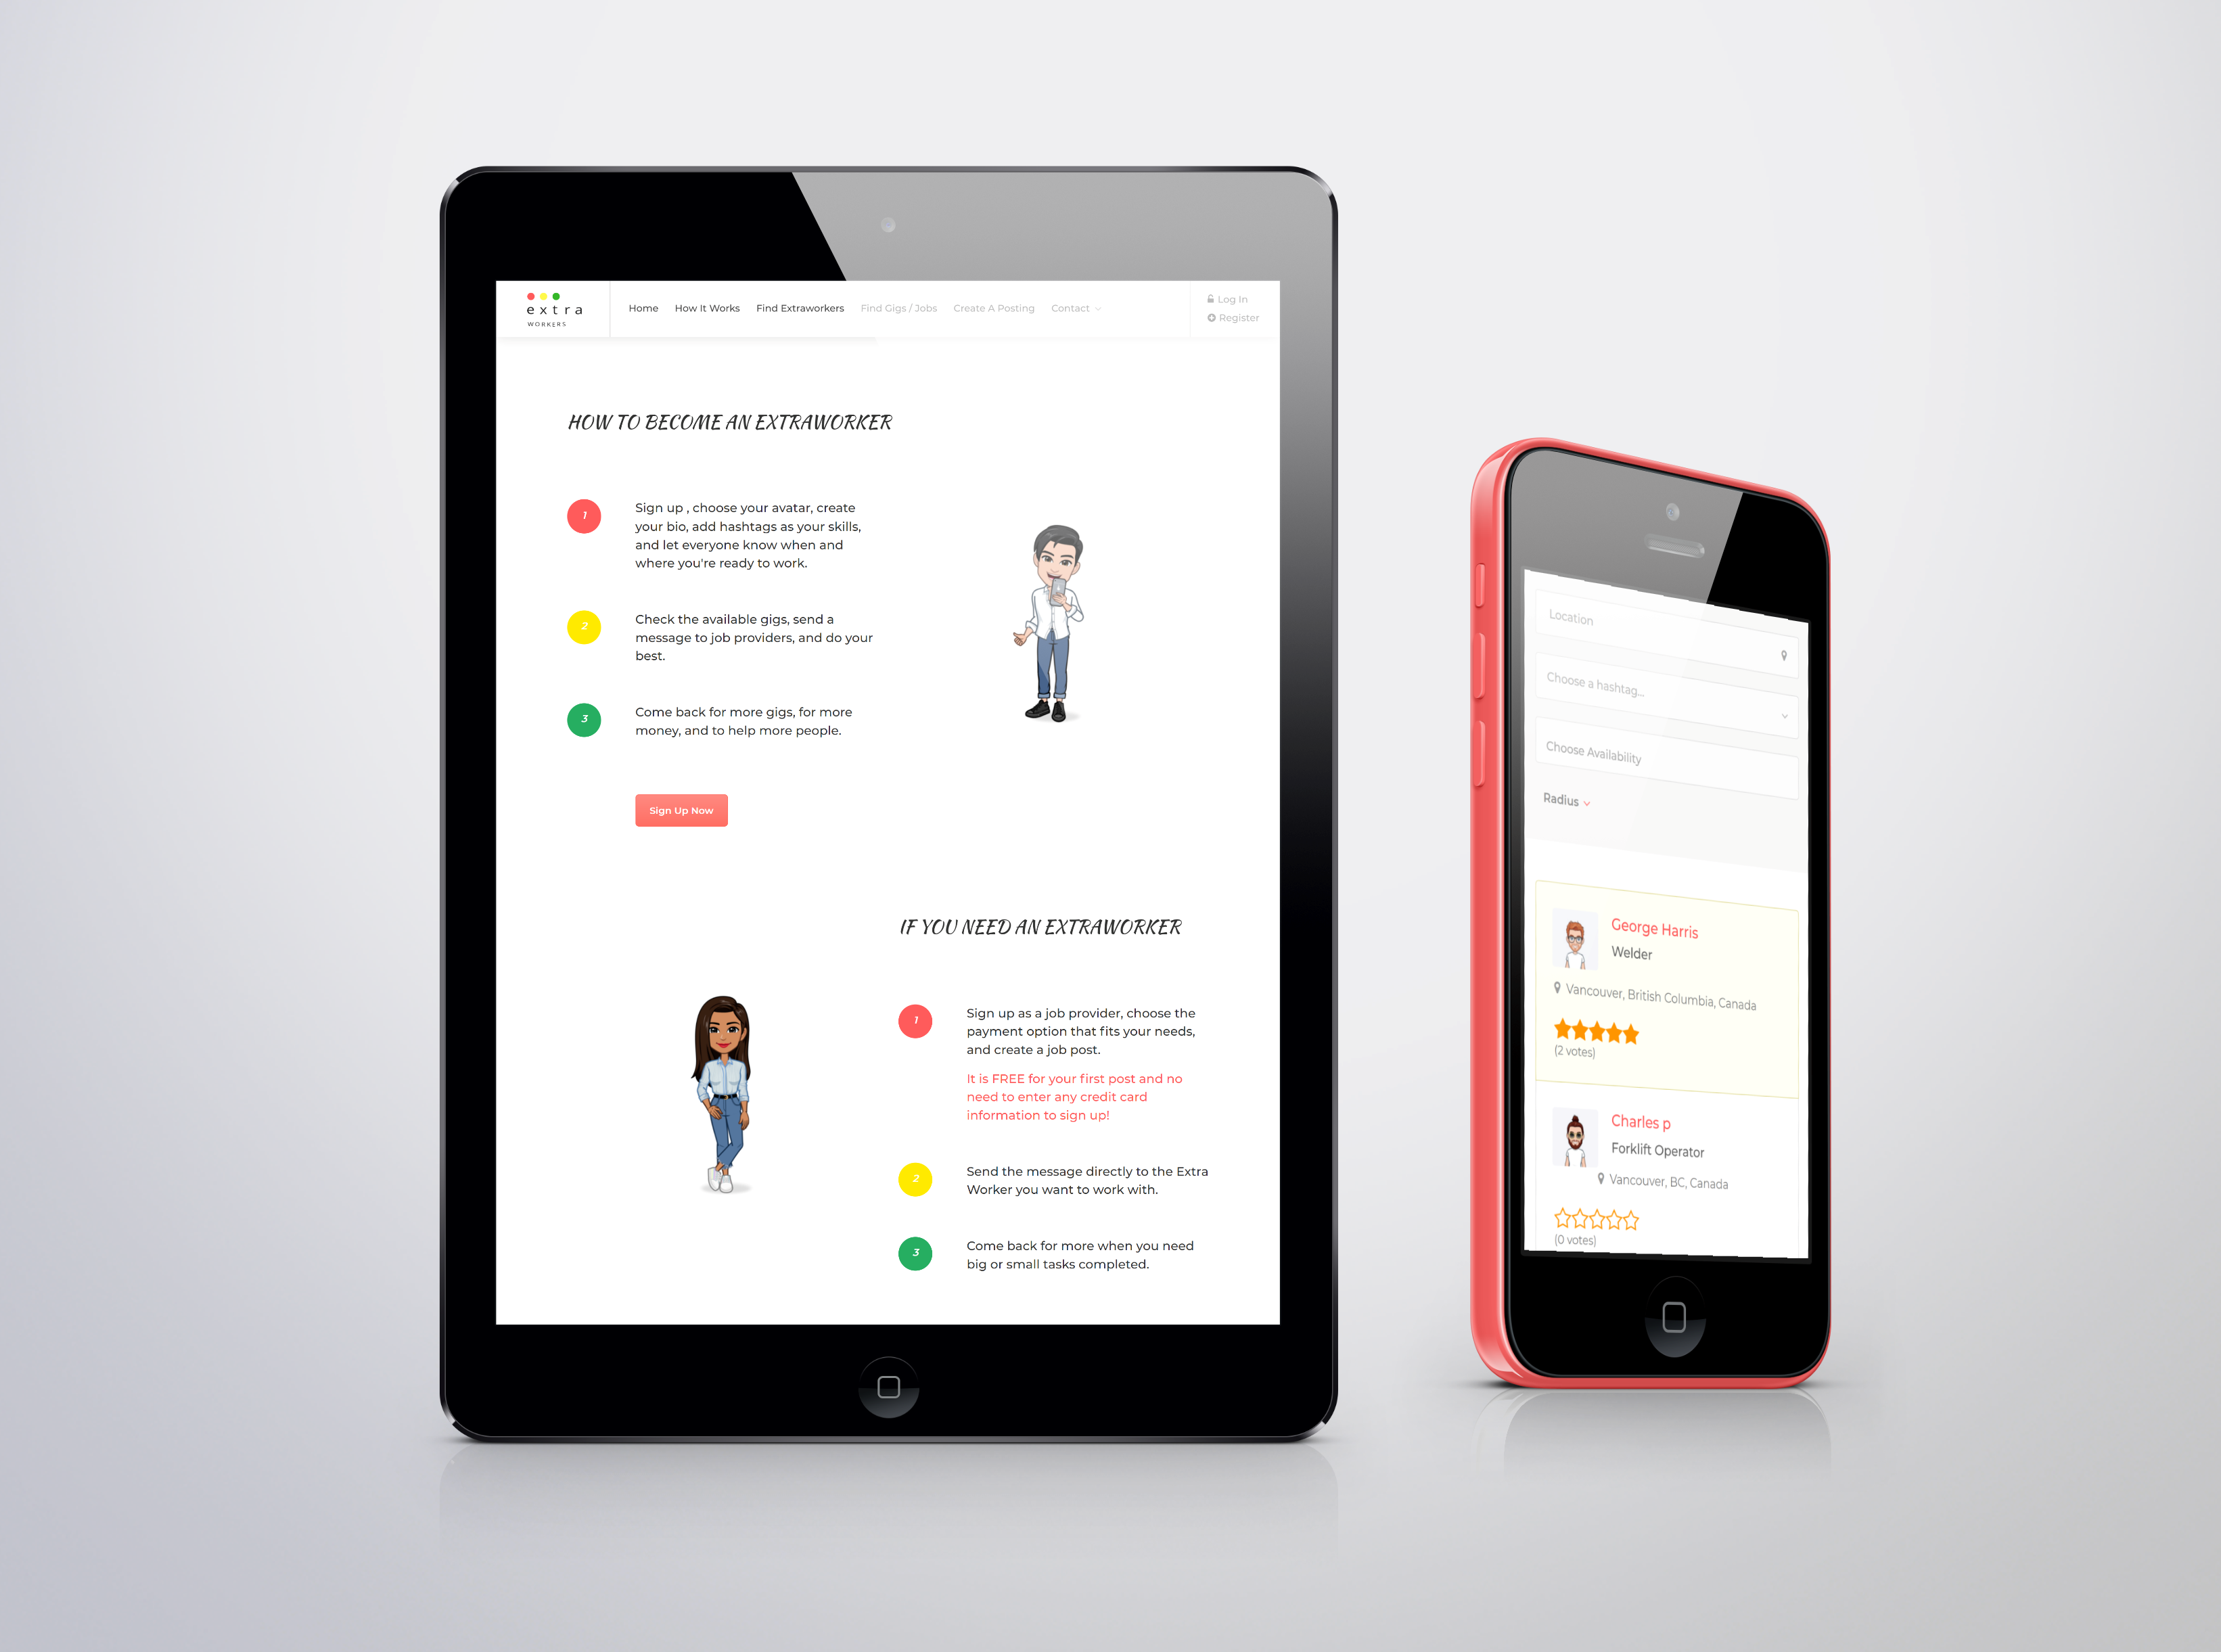 extra
WORKERS
Home How It Works Find Extraworkers Find Gigs / Jobs Create A Posting Contact
Log In
Register
HOW TO BECOME AN EXTRAWORKER
1
Sign up , choose your avatar, create
your bio, add hashtags as your skills,
and let everyone know when and
where you're ready to work.
2
Check the available gigs, send a
message to job providers, and do your
best.
3
Come back for more gigs, for more
money, and to help more people.
Sign Up Now
IF YOU NEED AN EXTRAWORKER
1
Sign up as a job provider, choose the
payment option that fits your needs,
and create a job post.
It is FREE for your first post and no
need to enter any credit card
information to sign up!
2
Send the message directly to the Extra
Worker you want to work with.
3
Come back for more when you need
big or small tasks completed.
Location
Choose a hashtag...
Choose Availability
Radius
George Harris
Welder
Vancouver, British Columbia, Canada
(2 votes)
Charles p
Forklift Operator
Vancouver, BC, Canada
(0 votes)